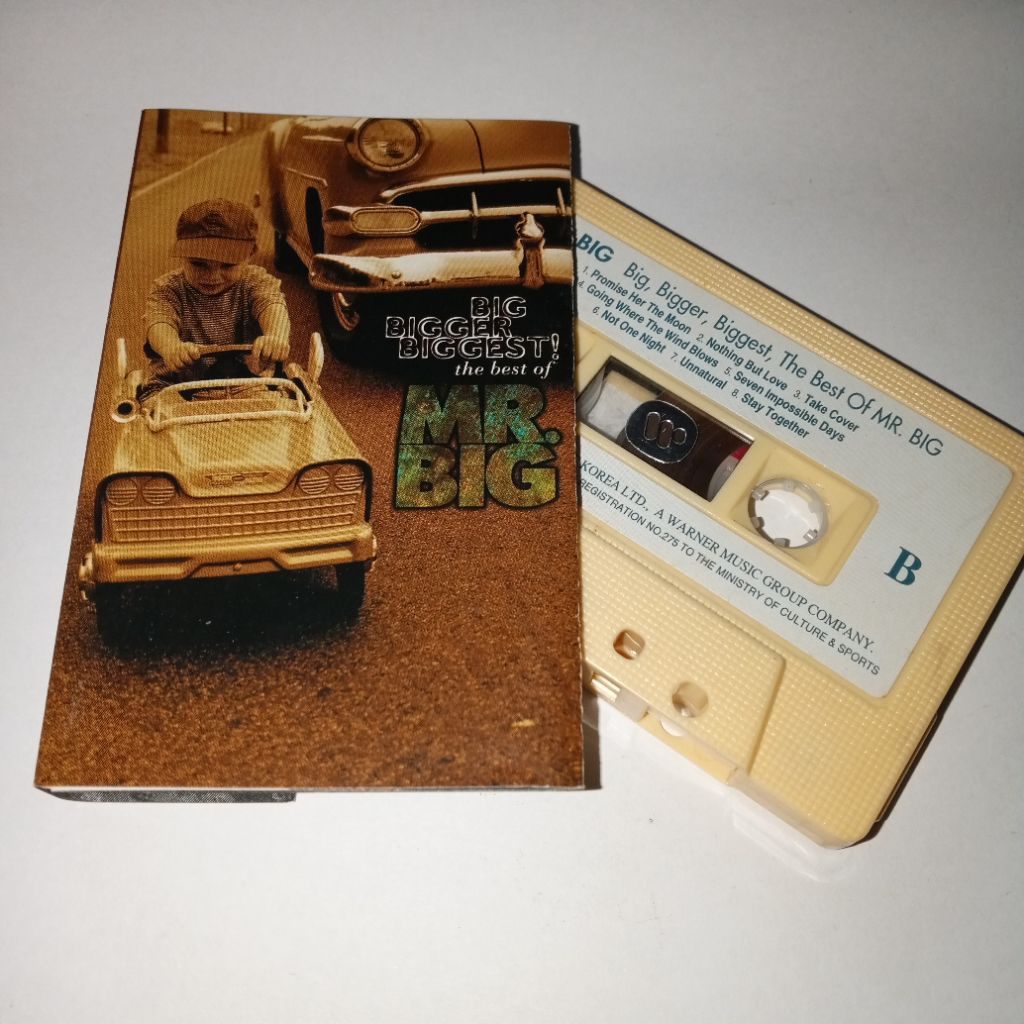 BIG
BIGGER
BIGGEST!
the best of
MR.
BIG
BIG Big, Bigger, Biggest, The Best Of MR. BIG
1. Promise Her The Moon 2. Nothing But Love 3. Take Cover
4. Going Where The Wind Blows 5. Seven Impossible Days
6. Not One Night 7. Unnatural 8. Stay Together
B
KOREA LTD., A WARNER MUSIC GROUP COMPANY.
REGISTRATION NO.275 TO THE MINISTRY OF CULTURE & SPORTS